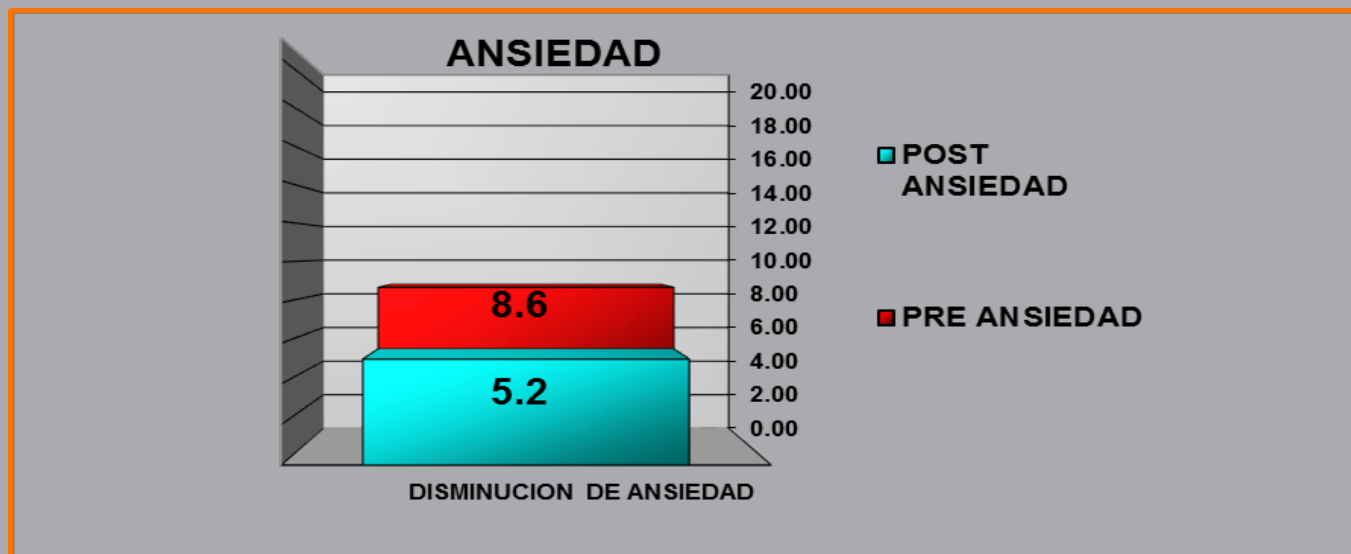 ANSIEDAD
20.00
18.00
16.00
14.00
12.00
10.00
8.00
6.00
4.00
2.00
0.00
8.6
5.2
DISMINUCION DE ANSIEDAD
POST
ANSIEDAD
PRE ANSIEDAD